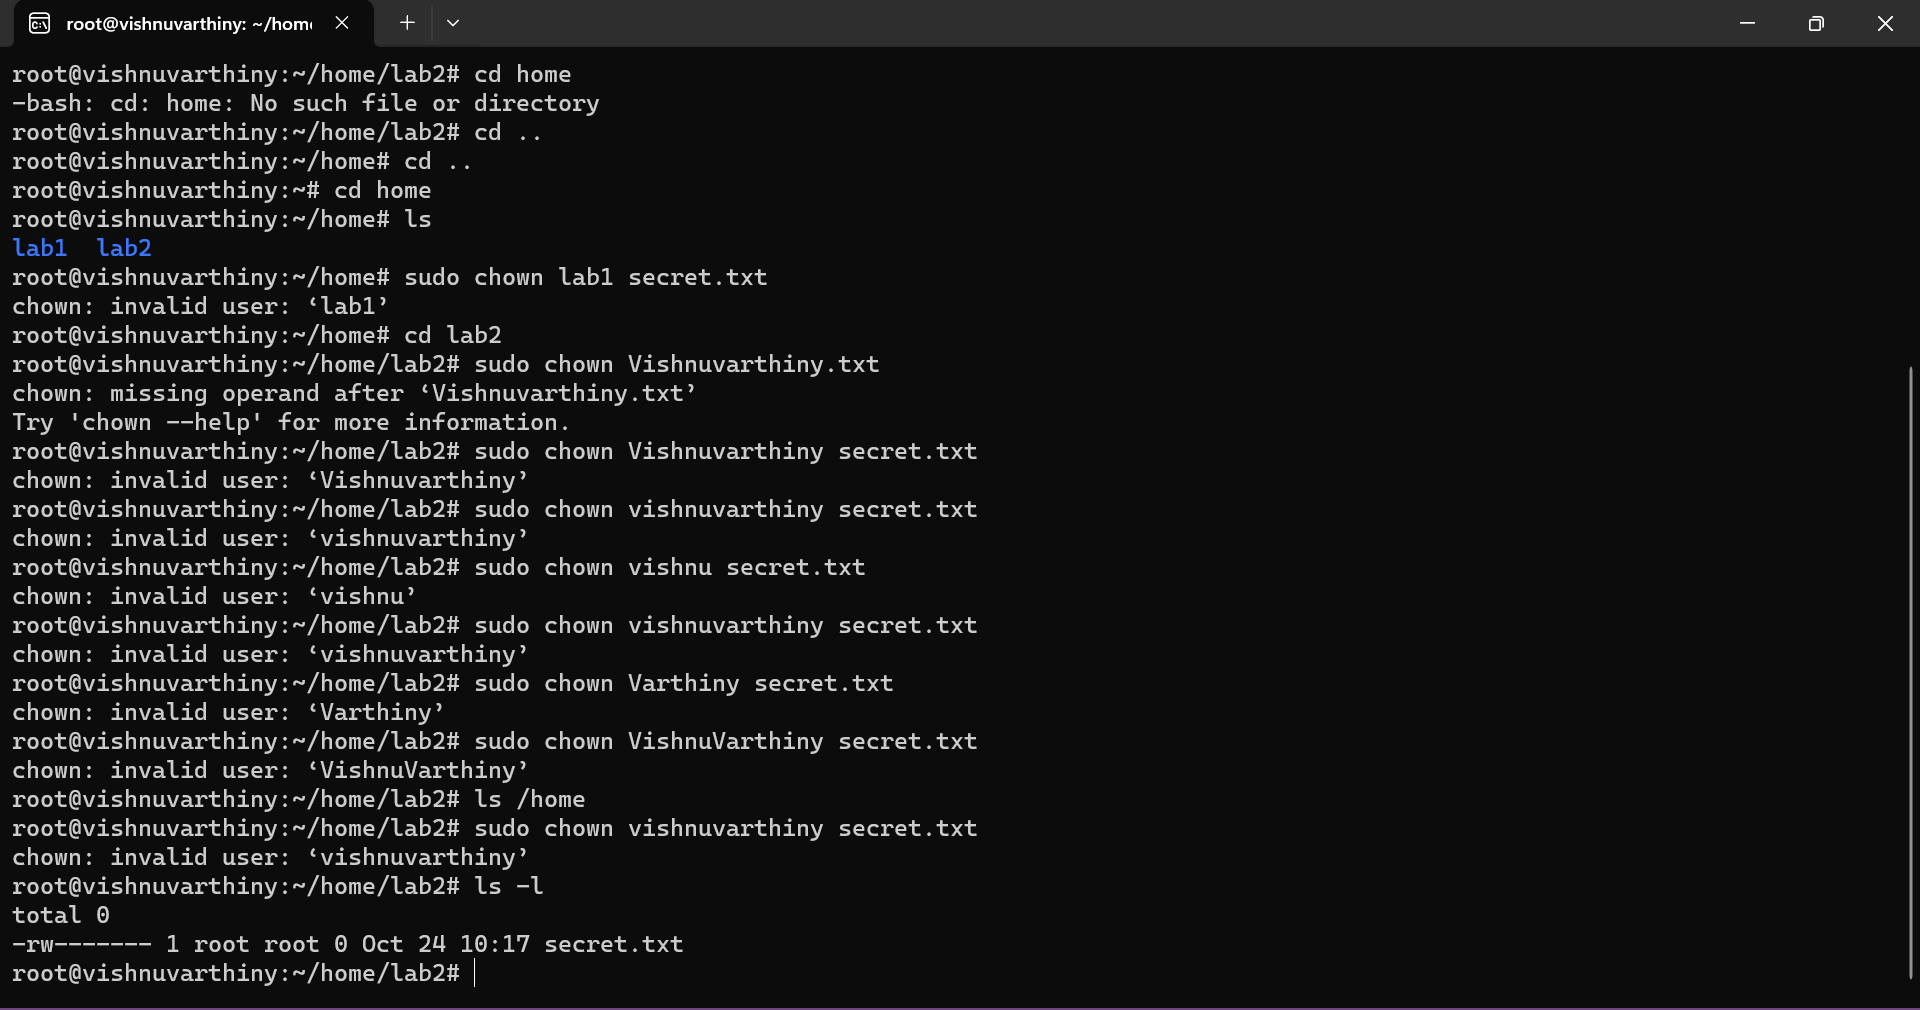 root@vishnuvarthiny: ~/hom
root@vishnuvarthiny:~/home/lab2# cd home
-bash: cd: home: No such file or directory
root@vishnuvarthiny:~/home/lab2# cd ..
root@vishnuvarthiny:~/home# cd ..
root@vishnuvarthiny:~# cd home
root@vishnuvarthiny:~/home# ls
lab1  lab2
root@vishnuvarthiny:~/home# sudo chown lab1 secret.txt
chown: invalid user: ‘lab1’
root@vishnuvarthiny:~/home# cd lab2
root@vishnuvarthiny:~/home/lab2# sudo chown Vishnuvarthiny.txt
chown: missing operand after ‘Vishnuvarthiny.txt’
Try 'chown --help' for more information.
root@vishnuvarthiny:~/home/lab2# sudo chown Vishnuvarthiny secret.txt
chown: invalid user: ‘Vishnuvarthiny’
root@vishnuvarthiny:~/home/lab2# sudo chown vishnuvarthiny secret.txt
chown: invalid user: ‘vishnuvarthiny’
root@vishnuvarthiny:~/home/lab2# sudo chown vishnu secret.txt
chown: invalid user: ‘vishnu’
root@vishnuvarthiny:~/home/lab2# sudo chown vishnuvarthiny secret.txt
chown: invalid user: ‘vishnuvarthiny’
root@vishnuvarthiny:~/home/lab2# sudo chown Varthiny secret.txt
chown: invalid user: ‘Varthiny’
root@vishnuvarthiny:~/home/lab2# sudo chown VishnuVarthiny secret.txt
chown: invalid user: ‘VishnuVarthiny’
root@vishnuvarthiny:~/home/lab2# ls /home
root@vishnuvarthiny:~/home/lab2# sudo chown vishnuvarthiny secret.txt
chown: invalid user: ‘vishnuvarthiny’
root@vishnuvarthiny:~/home/lab2# ls -l
total 0
-rw------- 1 root root 0 Oct 24 10:17 secret.txt
root@vishnuvarthiny:~/home/lab2#